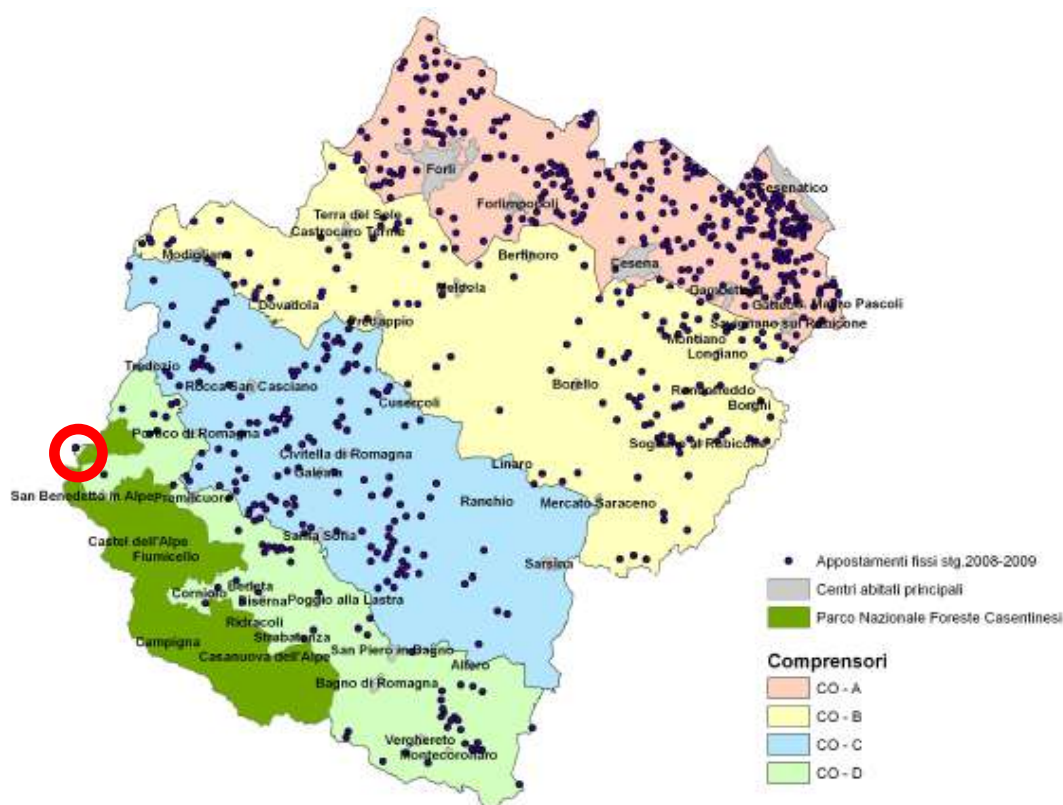 Forlì
Cesenatico
Forlimpopoli
Terra del Sole
Castrocaro Terme
Bertinoro
Modigliana
Cesena
Meldola
Dovadola
S. Mauro Pascoli
Predappio
Savignano sul Rubicone
Montiano
Longiano
Tredozio
Rocca San Casciano
Borello
Roncofreddo
Cusercoli
Borghi
Portico di Romagna
Sogliano al Rubicone
Civitella di Romagna
Linaro
Galeata
San Benedetto in Alpe
Premilcuore
Ranchio
Mercato Saraceno
Castel dell'Alpe
Santa Sofia
Fiumicello
Sarsina
Appostamenti fissi stg.2008-2009
Berleta
Centri abitati principali
Corniolo
Biserna
Poggio alla Lastra
Ridracoli
Parco Nazionale Foreste Casentinesi
Campigna
Strabatenza
San Piero in Bagno
Casanuova dell'Alpe
Alfero
Comprensori
Bagno di Romagna
CO - A
CO - B
Verghereto
CO - C
Montecoronaro
CO - D